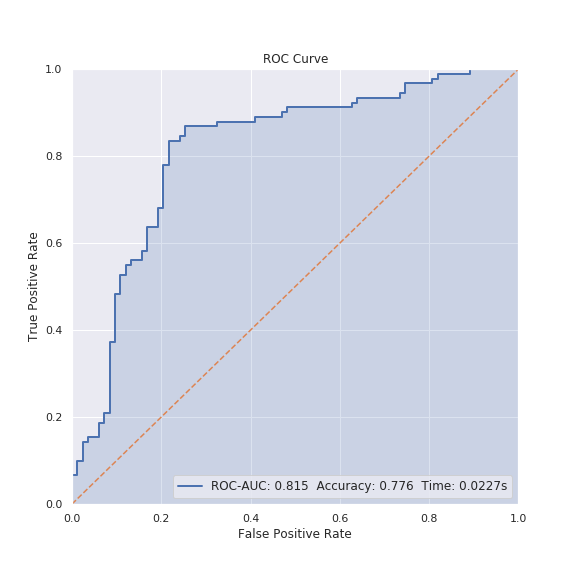 ROC Curve
1.0
0.8
0.6
0.4
0.2
0.0
True Positive Rate
ROC-AUC: 0.815  Accuracy: 0.776  Time: 0.0227s
0.0 0.2 0.4 0.6 0.8 1.0
False Positive Rate